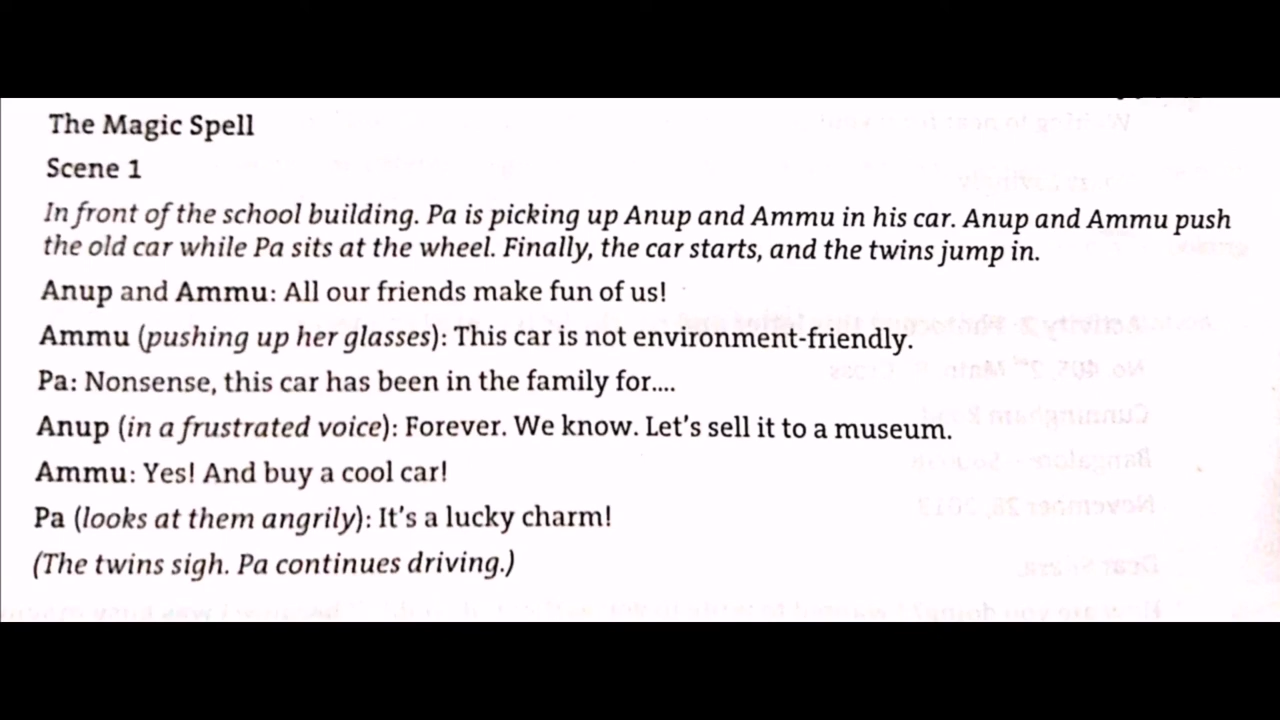 The Magic Spell
Scene 1
In front of the school building. Pa is picking up Anup and Ammu in his car. Anup and Ammu push
the old car while Pa sits at the wheel. Finally, the car starts, and the twins jump in.
Anup and Ammu: All our friends make fun of us!
Ammu (pushing up her glasses): This car is not environment-friendly.
Pa: Nonsense, this car has been in the family for....
Anup (in a frustrated voice): Forever. We know. Let's sell it to a museum.
Ammu: Yes! And buy a cool car!
Pa (looks at them angrily): It's a lucky charm!
(The twins sigh. Pa continues driving.)